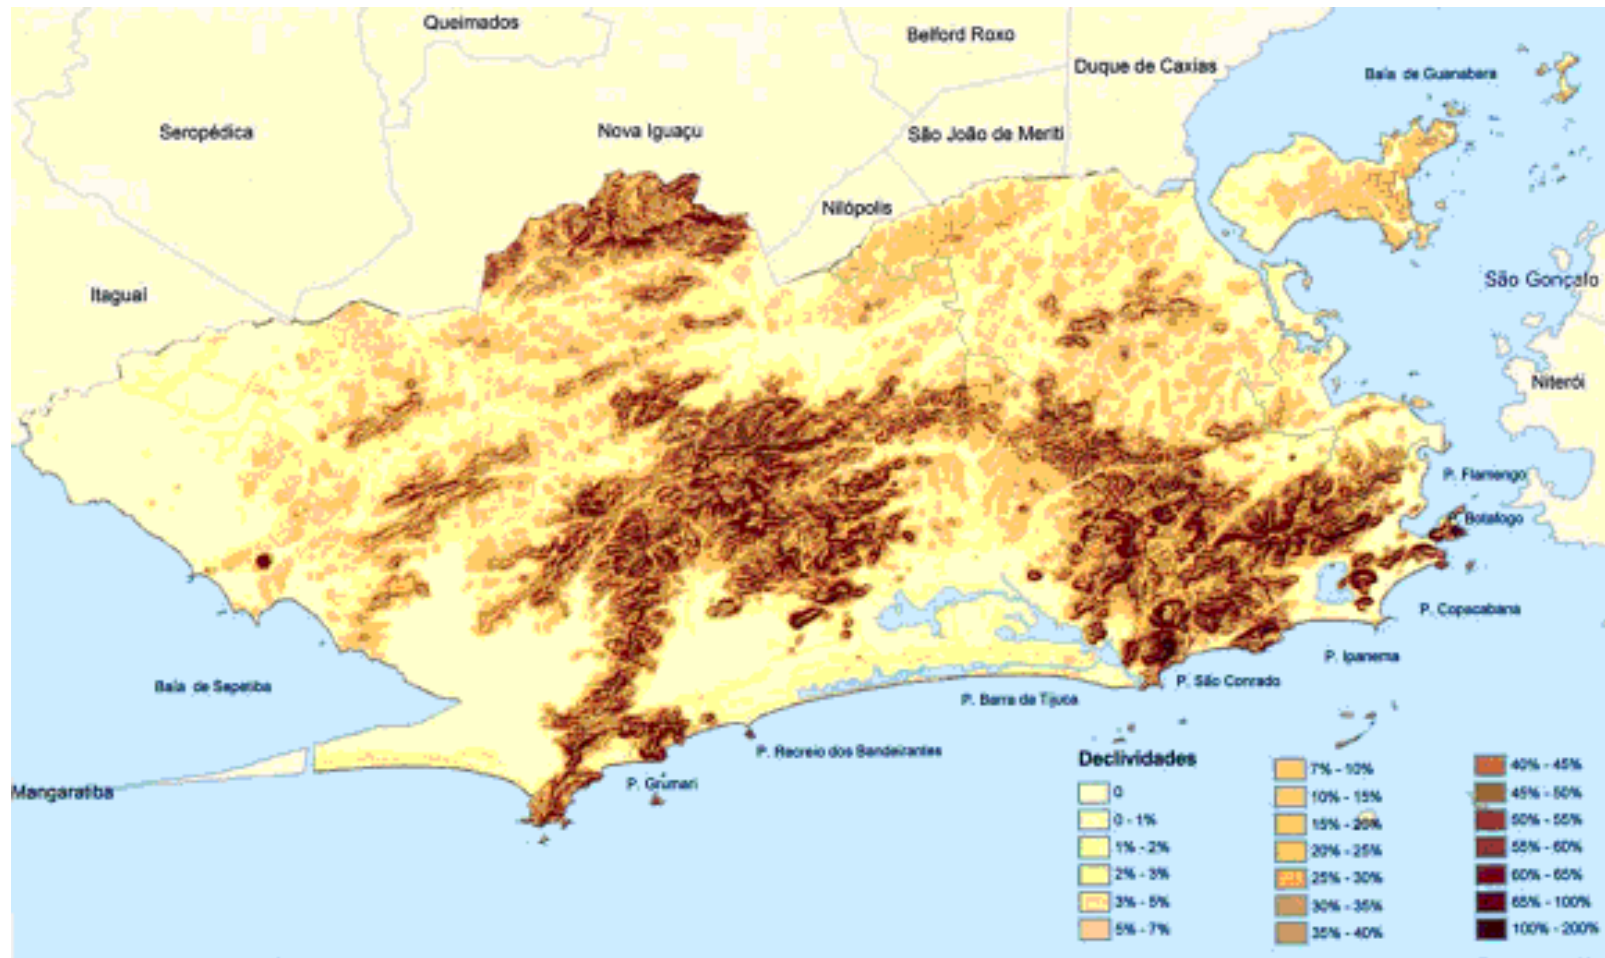 Queimados
Belford Roxo
Duque de Caxias
Baía de Guanabara
Seropédica
Nova Iguaçu
São João de Meriti
Nilópolis
Itaguaí
São Gonçalo
Niterói
P. Flamengo
P. Botafogo
P. Copacabana
P. Ipanema
P. São Conrado
Baía de Sepetiba
P. Barra da Tijuca
P. Recreio dos Bandeirantes
P. Grumari
Mangaratiba
Declividades
0
0 - 1%
1% - 2%
2% - 3%
3% - 5%
5% - 7%
7% - 10%
10% - 15%
15% - 20%
20% - 25%
25% - 30%
30% - 35%
35% - 40%
40% - 45%
45% - 50%
50% - 55%
55% - 60%
60% - 65%
65% - 100%
100% - 200%